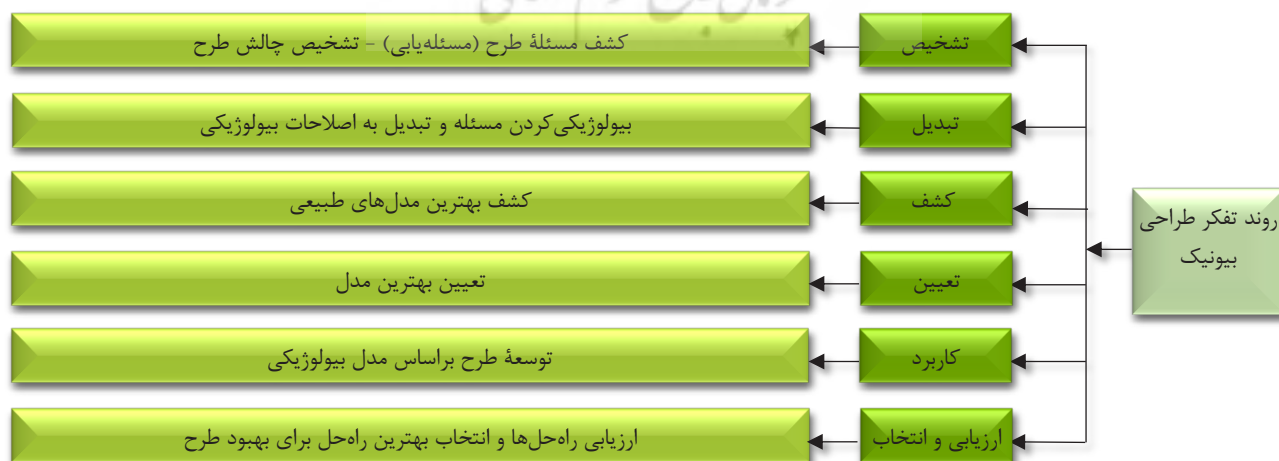 روند تفکر طراحی
بیونیک
تشخیص
کشف مسئلهٔ طرح (مسئله‌یابی) - تشخیص چالش طرح
تبدیل
بیولوژیکی‌کردن مسئله و تبدیل به اصلاحات بیولوژیکی
کشف
کشف بهترین مدل‌های طبیعی
تعیین
تعیین بهترین مدل
کاربرد
توسعهٔ طرح براساس مدل بیولوژیکی
ارزیابی و انتخاب
ارزیابی راه‌حل‌ها و انتخاب بهترین راه‌حل برای بهبود طرح